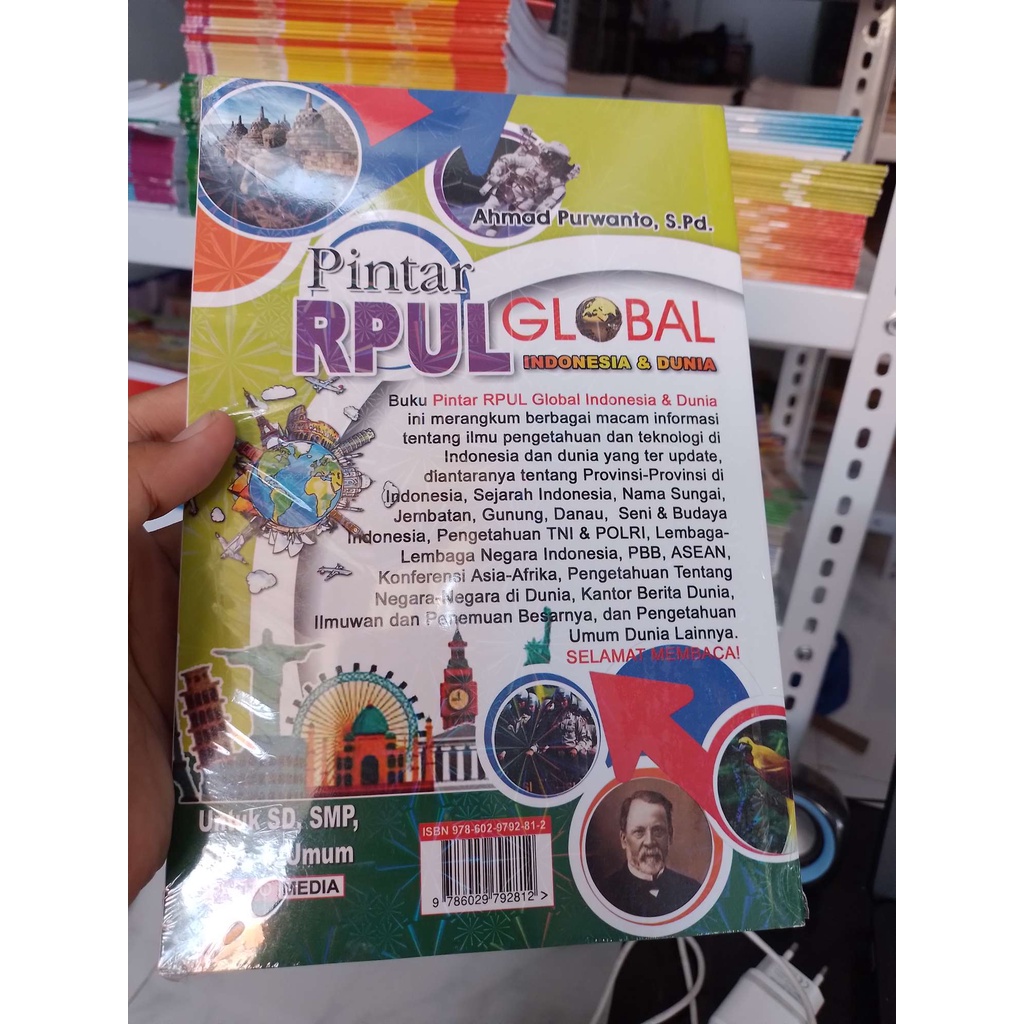 Ahmad Purwanto, S.Pd.
Pintar
RPUL GLOBAL
INDONESIA & DUNIA
Buku Pintar RPUL Global Indonesia & Dunia
ini merangkum berbagai macam informasi
tentang ilmu pengetahuan dan teknologi di
Indonesia dan dunia yang ter update,
diantaranya tentang Provinsi-Provinsi di
Indonesia, Sejarah Indonesia, Nama Sungai,
Jembatan, Gunung, Danau, Seni & Budaya
Indonesia, Pengetahuan TNI & POLRI, Lembaga-
Lembaga Negara Indonesia, PBB, ASEAN,
Konferensi Asia-Afrika, Pengetahuan Tentang
Negara-Negara di Dunia, Kantor Berita Dunia,
Ilmuwan dan Penemuan Besarnya, dan Pengetahuan
Umum Dunia Lainnya.
SELAMAT MEMBACA!
Untuk SD, SMP,
Umum
MEDIA
ISBN 978-602-9792-81-2
9 786029 792812 >